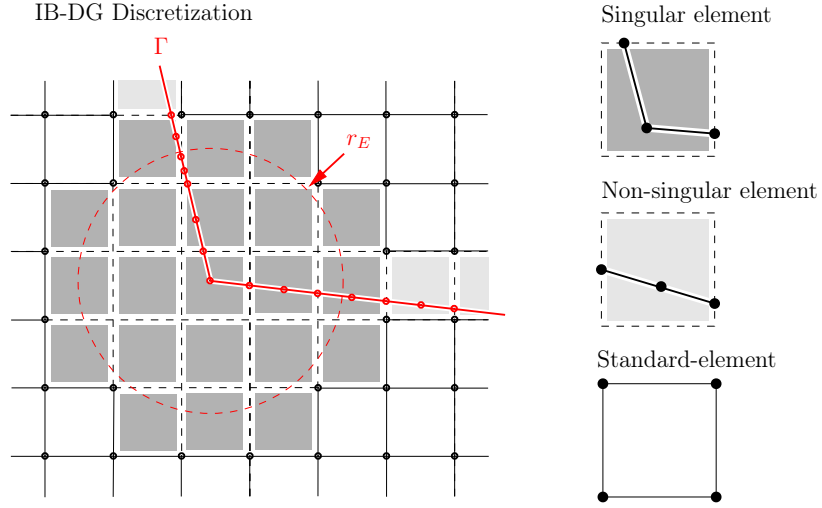 IB-DG Discretization
Γ
r_E
Singular element
Non-singular element
Standard-element